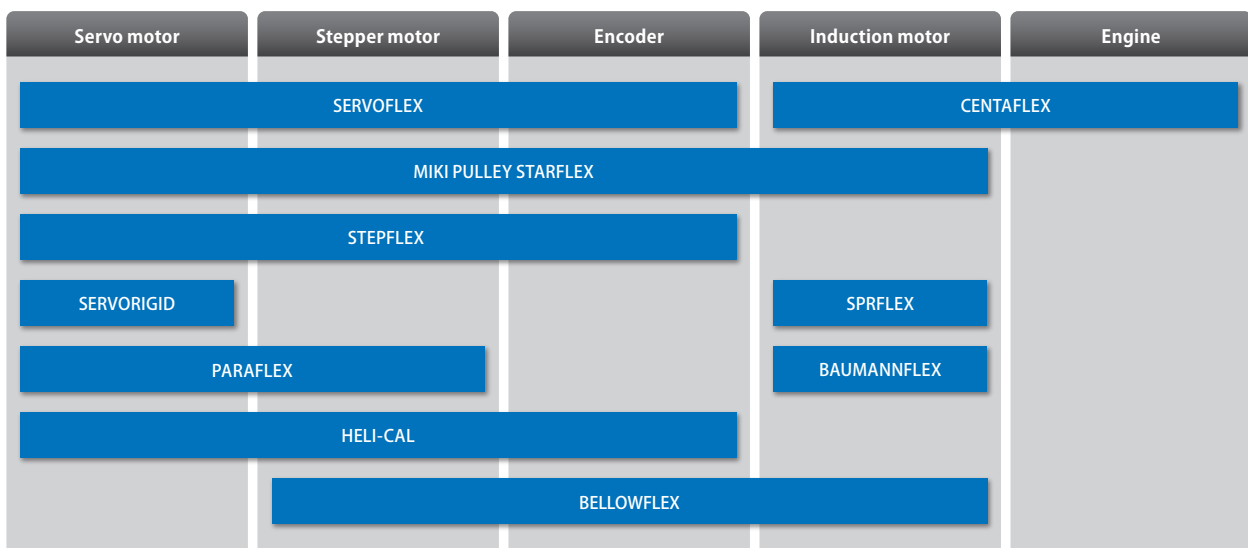 Servo motor
Stepper motor
Encoder
Induction motor
Engine
SERVOFLEX
CENTAFLEX
MIKI PULLEY STARFLEX
STEPFLEX
SERVORIGID
SPRFLEX
PARAFLEX
BAUMANNFLEX
HELI-CAL
BELLOWFLEX